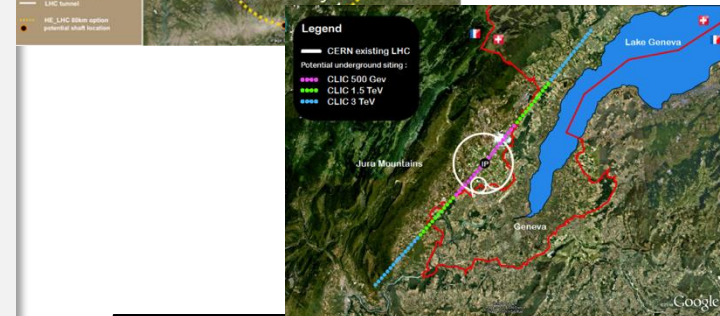 LHC tunnel
HE_LHC 80km option
potential shaft location
Legend
CERN existing LHC
Potential underground siting :
CLIC 500 Gev
CLIC 1.5 TeV
CLIC 3 TeV
Lake Geneva
Jura Mountains
IP
Geneva
Google